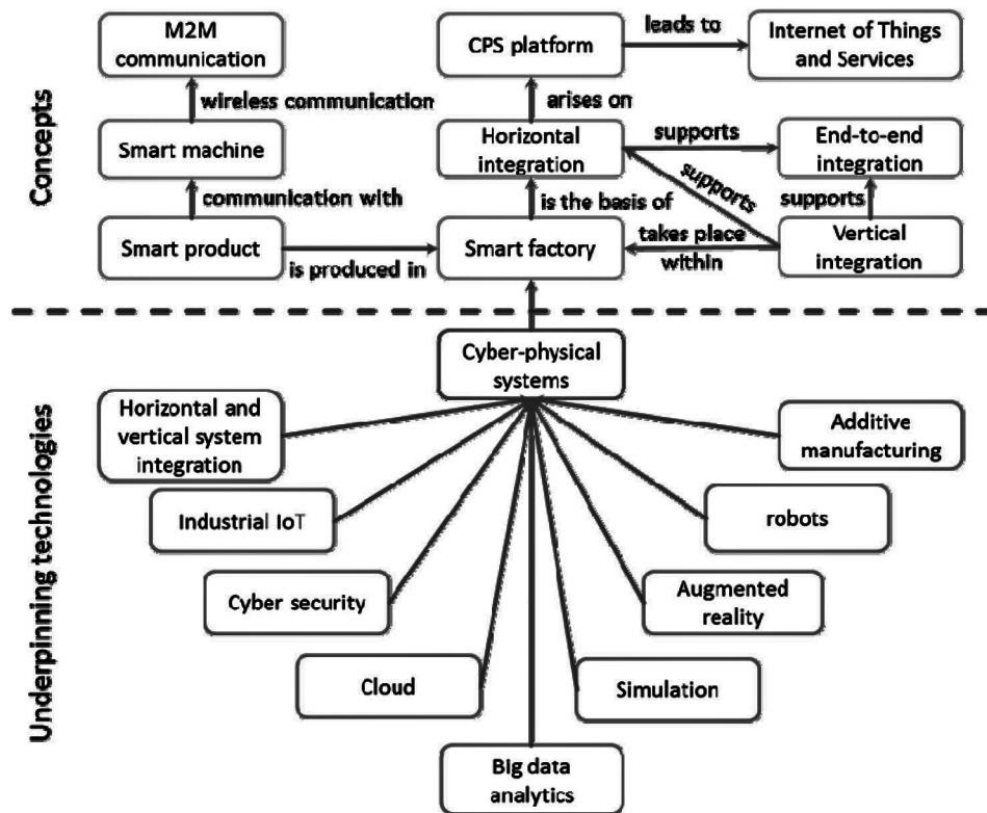 Concepts
M2M
communication
CPS platform
leads to
Internet of Things
and Services
wireless communication
arises on
Smart machine
Horizontal
integration
supports
End-to-end
integration
communication with
is the basis of
supports
supports
Smart product
is produced in
Smart factory
takes place
within
Vertical
integration
Underpinning technologies
Cyber-physical
systems
Horizontal and
vertical system
integration
Additive
manufacturing
Industrial IoT
robots
Cyber security
Augmented
reality
Cloud
Simulation
Big data
analytics